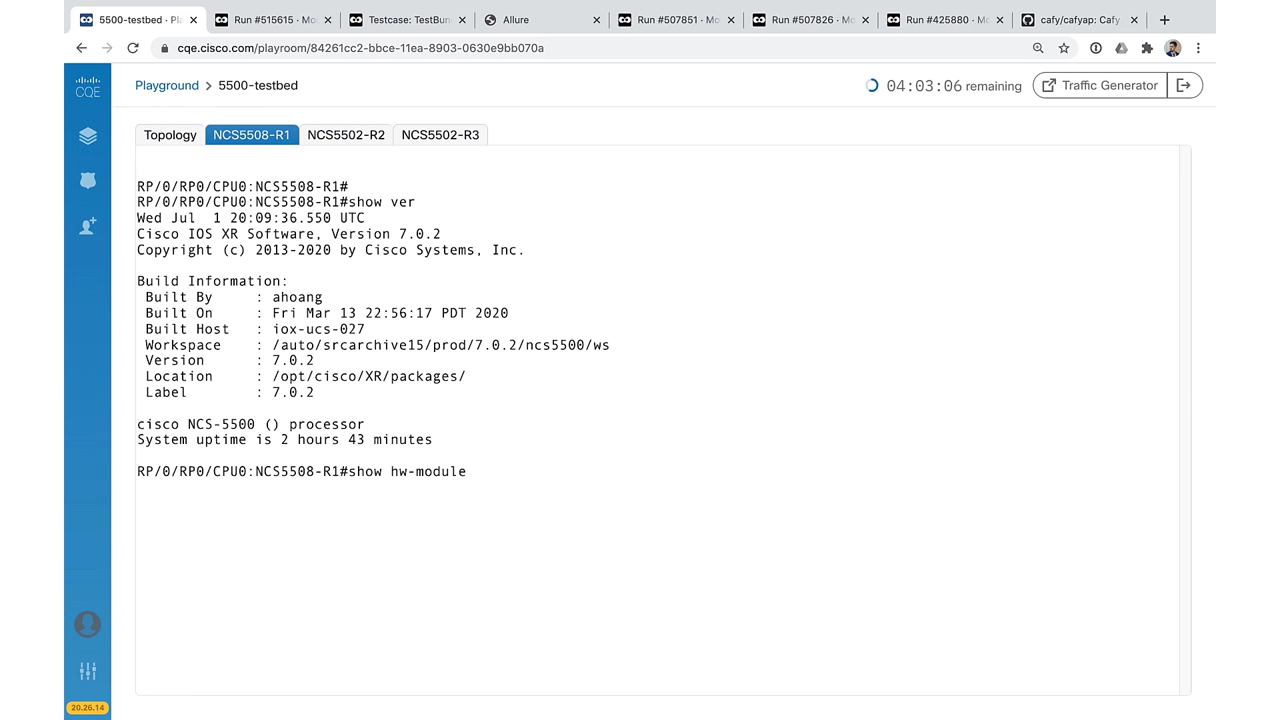 5500-testbed · Pla
Run #515615 · Mo
Testcase: TestBun
Allure
Run #507851 · Mo
Run #507826 · Mo
Run #425880 · Mo
cafy/cafyap: Cafy
cqe.cisco.com/playroom/84261cc2-bbce-11ea-8903-0630e9bb070a
CQE
Playground > 5500-testbed
04:03:06 remaining
Traffic Generator
Topology
NCS5508-R1
NCS5502-R2
NCS5502-R3
RP/0/RP0/CPU0:NCS5508-R1#
RP/0/RP0/CPU0:NCS5508-R1#show ver
Wed Jul  1 20:09:36.550 UTC
Cisco IOS XR Software, Version 7.0.2
Copyright (c) 2013-2020 by Cisco Systems, Inc.
Build Information:
Built By     : ahoang
Built On     : Fri Mar 13 22:56:17 PDT 2020
Built Host   : iox-ucs-027
Workspace    : /auto/srcarchive15/prod/7.0.2/ncs5500/ws
Version      : 7.0.2
Location     : /opt/cisco/XR/packages/
Label        : 7.0.2
cisco NCS-5500 () processor
System uptime is 2 hours 43 minutes
RP/0/RP0/CPU0:NCS5508-R1#show hw-module
20.26.14